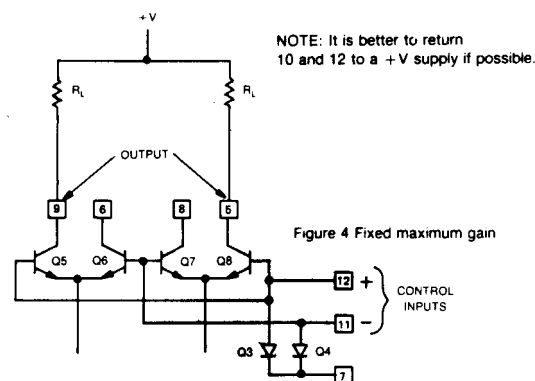 +V
NOTE: It is better to return
10 and 12 to a +V supply if possible.
RL
RL
OUTPUT
9
6
8
5
Figure 4 Fixed maximum gain
Q5
Q6
Q7
Q8
12 +
CONTROL
INPUTS
11 −
Q3
Q4
7